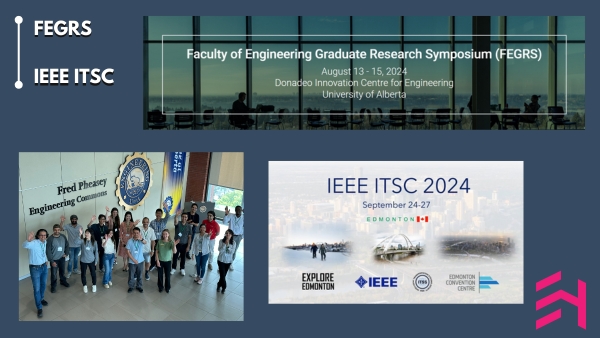 FEGRS
IEEE ITSC
Faculty of Engineering Graduate Research Symposium (FEGRS)
August 13 - 15, 2024
Donadeo Innovation Centre for Engineering
University of Alberta
Fred Pheasey
Engineering Commons
IEEE ITSC 2024
September 24-27
EDMONTON
EXPLORE
EDMONTON
IEEE
ITSS
EDMONTON
CONVENTION
CENTRE